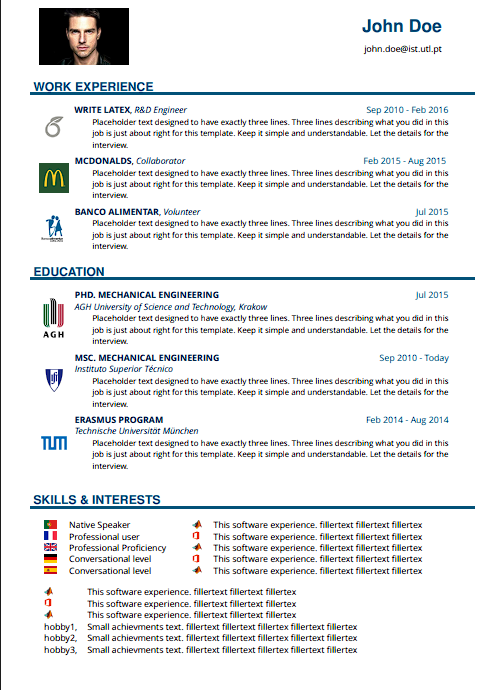 John Doe
john.doe@ist.utl.pt
WORK EXPERIENCE
WRITE LATEX, R&D Engineer Sep 2010 - Feb 2016
Placeholder text designed to have exactly three lines. Three lines describing what you did in this
job is just about right for this template. Keep it simple and understandable. Let the details for the
interview.
MCDONALDS, Collaborator Feb 2015 - Aug 2015
Placeholder text designed to have exactly three lines. Three lines describing what you did in this
job is just about right for this template. Keep it simple and understandable. Let the details for the
interview.
BANCO ALIMENTAR, Volunteer Jul 2015
Placeholder text designed to have exactly three lines. Three lines describing what you did in this
job is just about right for this template. Keep it simple and understandable. Let the details for the
interview.
EDUCATION
PHD. MECHANICAL ENGINEERING Jul 2015
AGH University of Science and Technology, Krakow
Placeholder text designed to have exactly three lines. Three lines describing what you did in this
job is just about right for this template. Keep it simple and understandable. Let the details for the
interview.
AGH
MSC. MECHANICAL ENGINEERING Sep 2010 - Today
Instituto Superior Técnico
Placeholder text designed to have exactly three lines. Three lines describing what you did in this
job is just about right for this template. Keep it simple and understandable. Let the details for the
interview.
ERASMUS PROGRAM Feb 2014 - Aug 2014
Technische Universität München
TUM
Placeholder text designed to have exactly three lines. Three lines describing what you did in this
job is just about right for this template. Keep it simple and understandable. Let the details for the
interview.
SKILLS & INTERESTS
Native Speaker This software experience. fillertext fillertext fillertext
Professional user This software experience. fillertext fillertext fillertext
Professional Proficiency This software experience. fillertext fillertext fillertext
Conversational level This software experience. fillertext fillertext fillertext
Conversational level This software experience. fillertext fillertext fillertext
This software experience. fillertext fillertext fillertext
This software experience. fillertext fillertext fillertext
This software experience. fillertext fillertext fillertext
hobby1, Small achievments text. fillertext fillertext fillertext fillertext fillertext
hobby2, Small achievments text. fillertext fillertext fillertext fillertext fillertext
hobby3, Small achievments text. fillertext fillertext fillertext fillertext fillertext